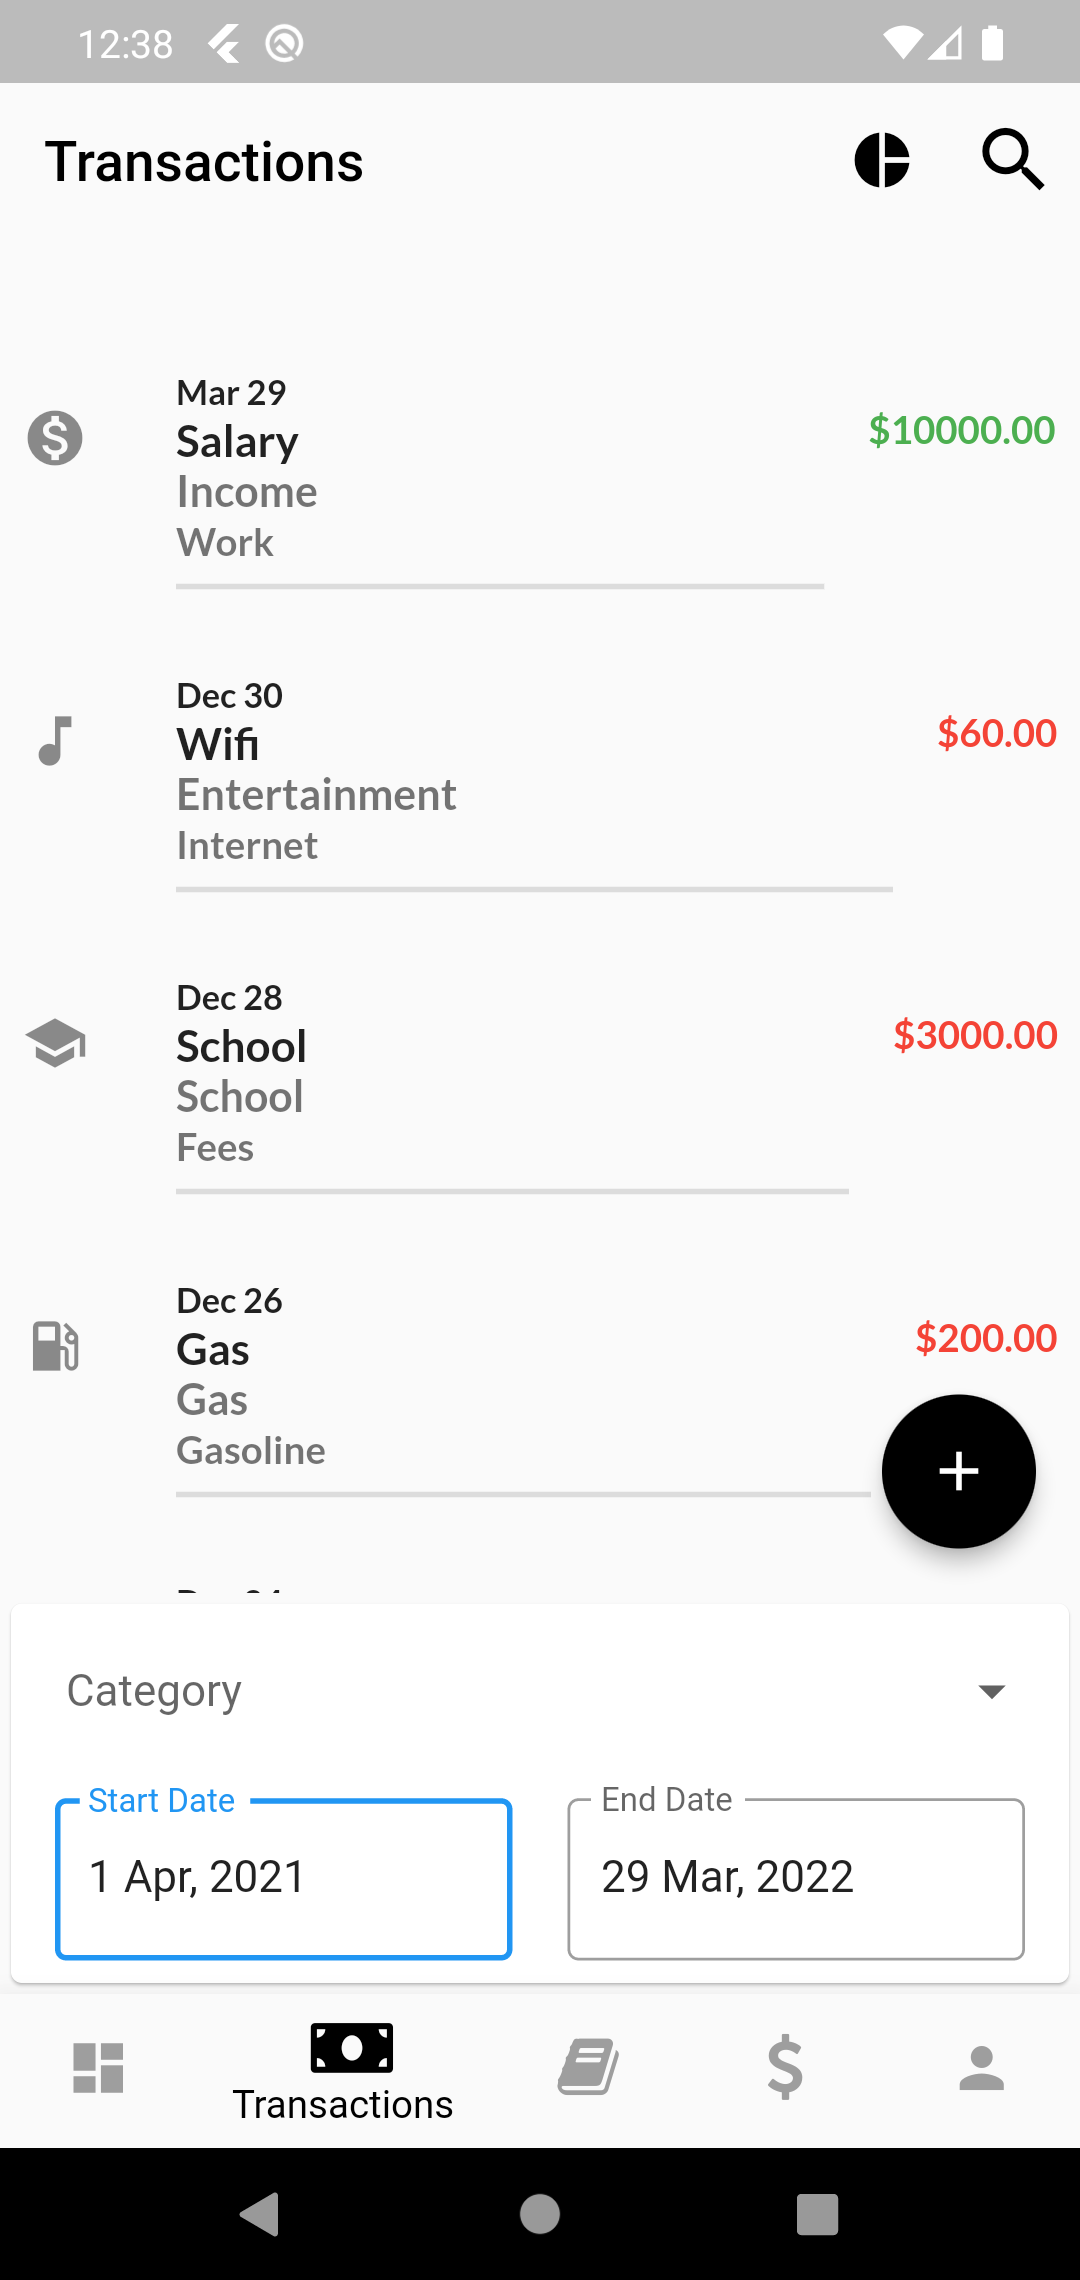 12:38
Transactions
Mar 29
Salary
$10000.00
Income
Work
Dec 30
Wifi
$60.00
Entertainment
Internet
Dec 28
School
$3000.00
School
Fees
Dec 26
Gas
$200.00
Gas
Gasoline
Category
Start Date
End Date
1 Apr, 2021
29 Mar, 2022
Transactions